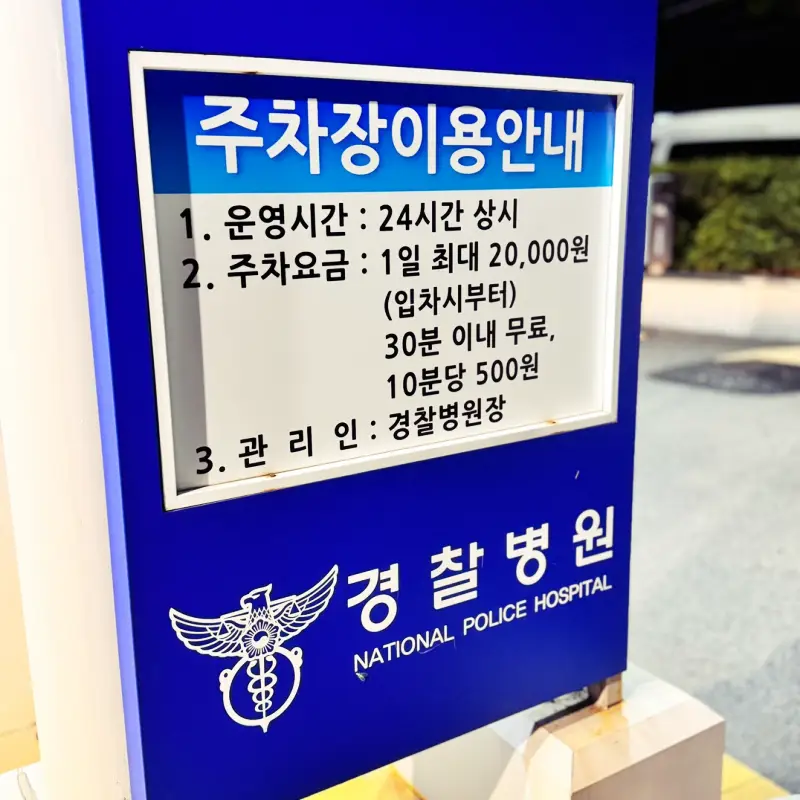 주차장이용안내
1. 운영시간 : 24시간 상시
2. 주차요금 : 1일 최대 20,000원
(입차시부터)
30분 이내 무료,
10분당 500원
3. 관 리 인 : 경찰병원장
경찰병원
NATIONAL POLICE HOSPITAL